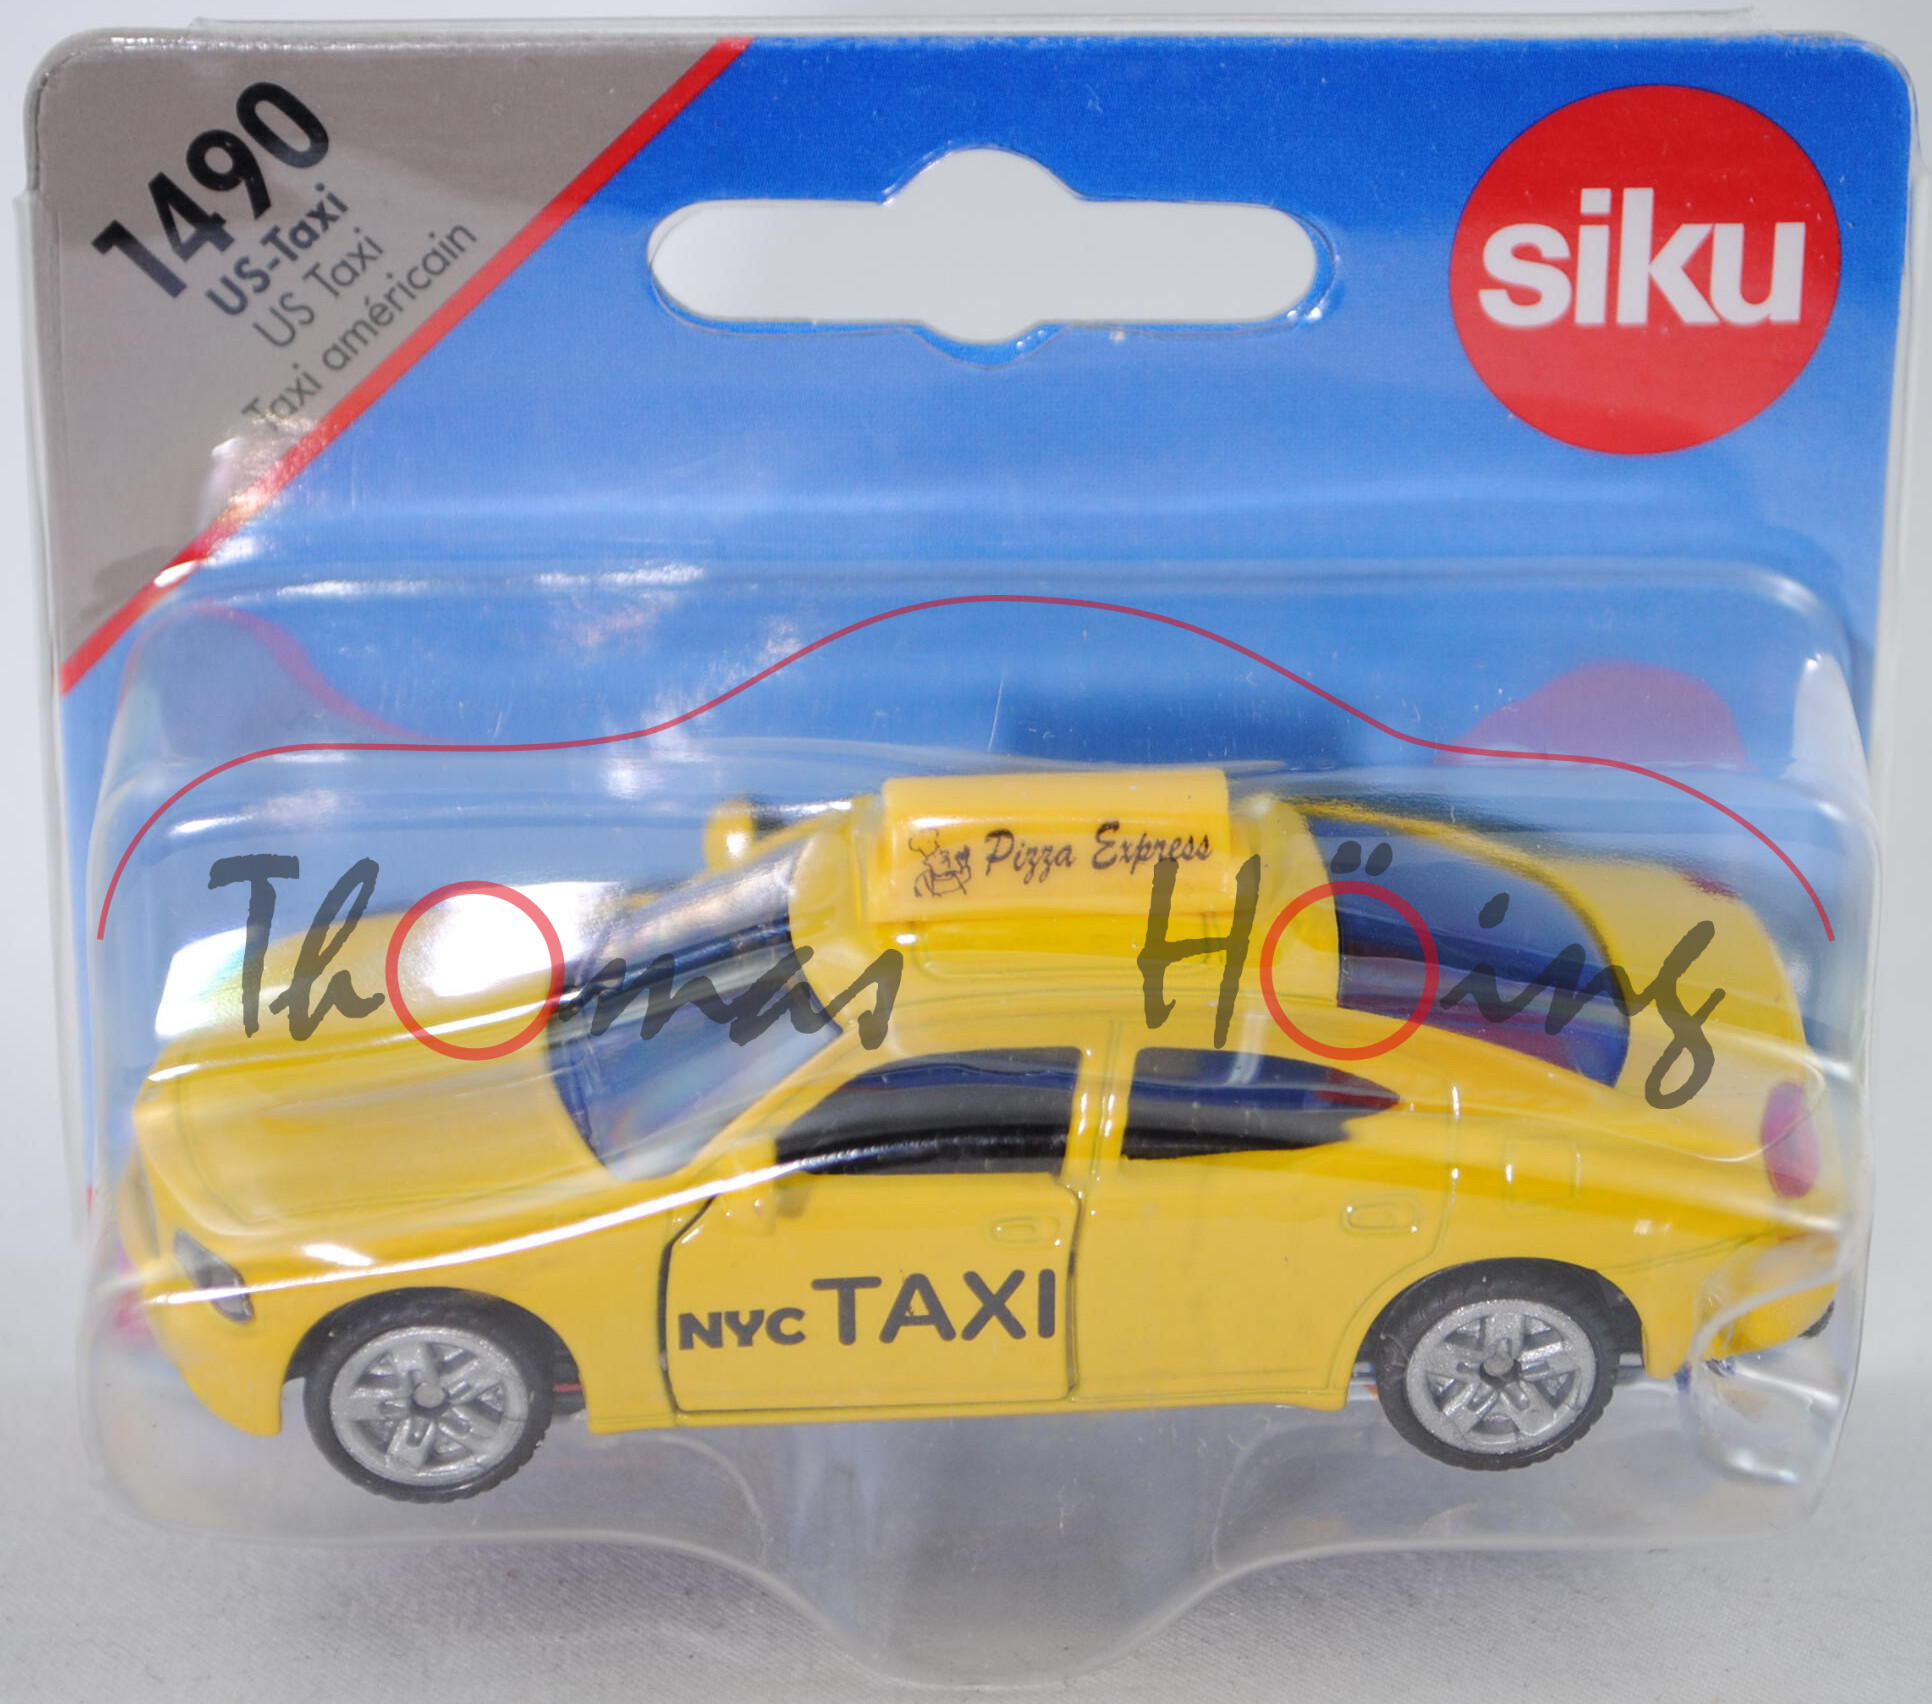 1490
US-Taxi
US Taxi
Taxi américain
siku
Pizza Express
Thomas Höing
NYC TAXI